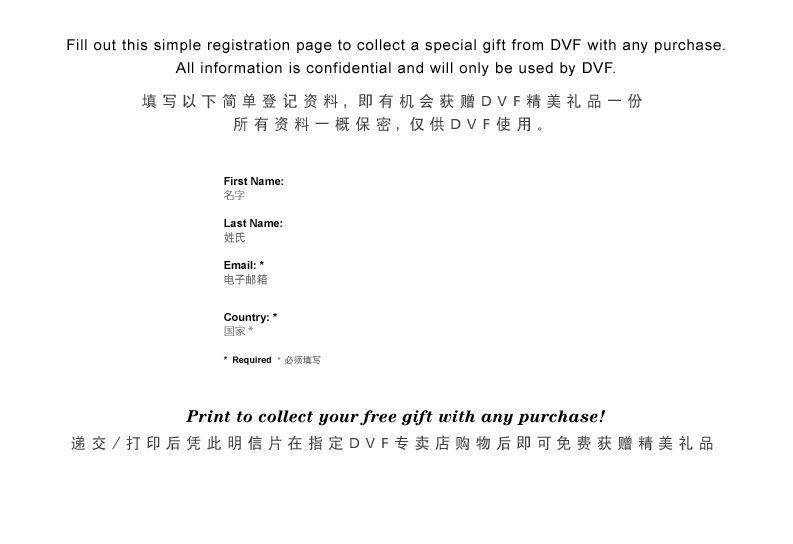 Fill out this simple registration page to collect a special gift from DVF with any purchase.
All information is confidential and will only be used by DVF.
填写以下简单登记资料, 即有机会获赠DVF精美礼品一份
所有资料一概保密, 仅供DVF使用。
First Name:
名字
Last Name:
姓氏
Email: *
电子邮箱
Country: *
国家 *
* Required * 必须填写
Print to collect your free gift with any purchase!
递交/打印后凭此明信片在指定DVF专卖店购物后即可免费获赠精美礼品